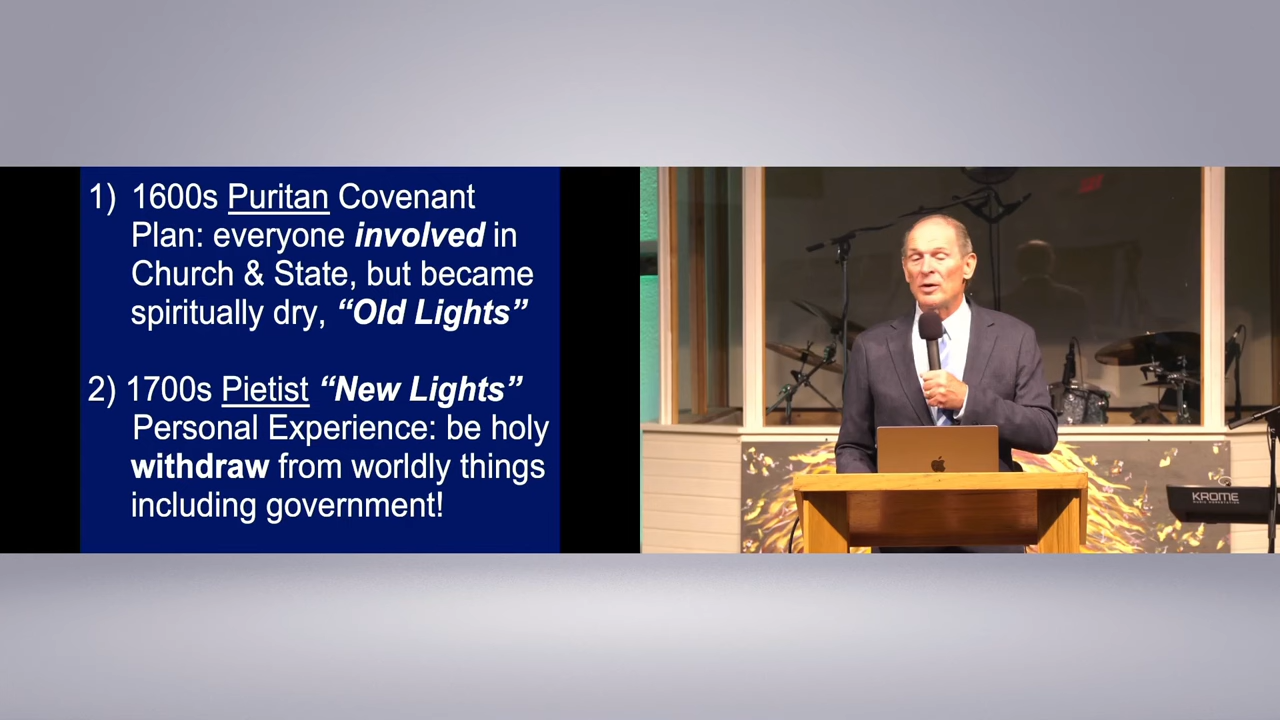 1) 1600s Puritan Covenant
Plan: everyone involved in
Church & State, but became
spiritually dry, “Old Lights”
2) 1700s Pietist “New Lights”
Personal Experience: be holy
withdraw from worldly things
including government!
KROME